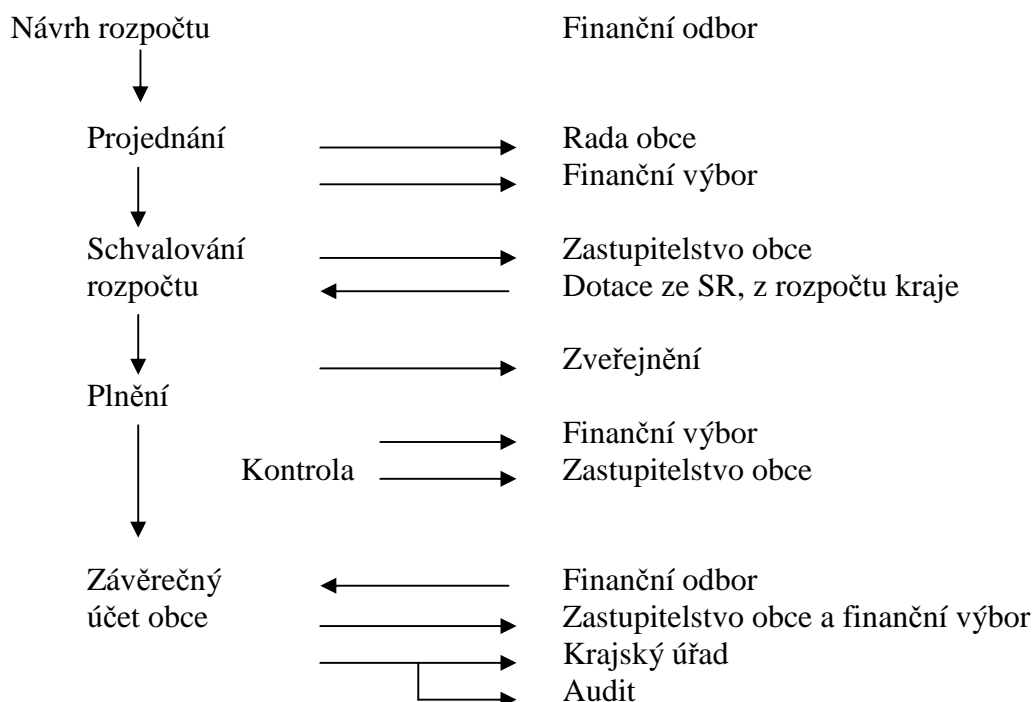 Návrh rozpočtu Finanční odbor
Projednání Rada obce
Finanční výbor
Schvalování Zastupitelstvo obce
rozpočtu Dotace ze SR, z rozpočtu kraje
Zveřejnění
Plnění
Finanční výbor
Kontrola Zastupitelstvo obce
Závěrečný Finanční odbor
účet obce Zastupitelstvo obce a finanční výbor
Krajský úřad
Audit